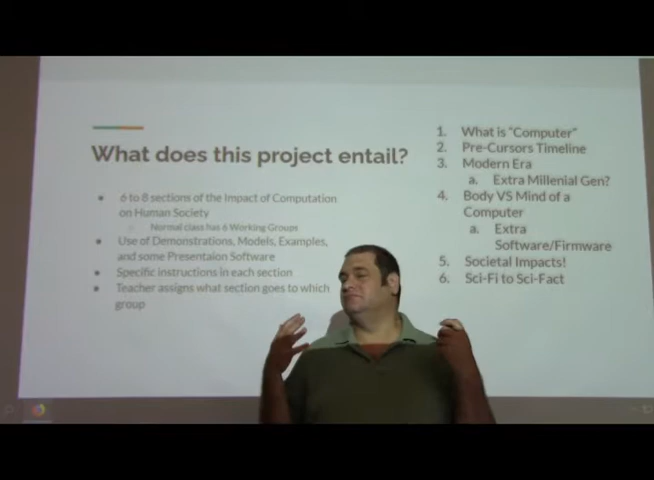 What does this project entail?
6 to 8 sections of the Impact of Computation
on Human Society
Normal class has 6 Working Groups
Use of Demonstrations, Models, Examples,
and some Presentaion Software
Specific instructions in each section
Teacher assigns what section goes to which
group
1. What is "Computer"
2. Pre-Cursors Timeline
3. Modern Era
a. Extra Millenial Gen?
4. Body VS Mind of a
Computer
a. Extra
Software/Firmware
5. Societal Impacts!
6. Sci-Fi to Sci-Fact